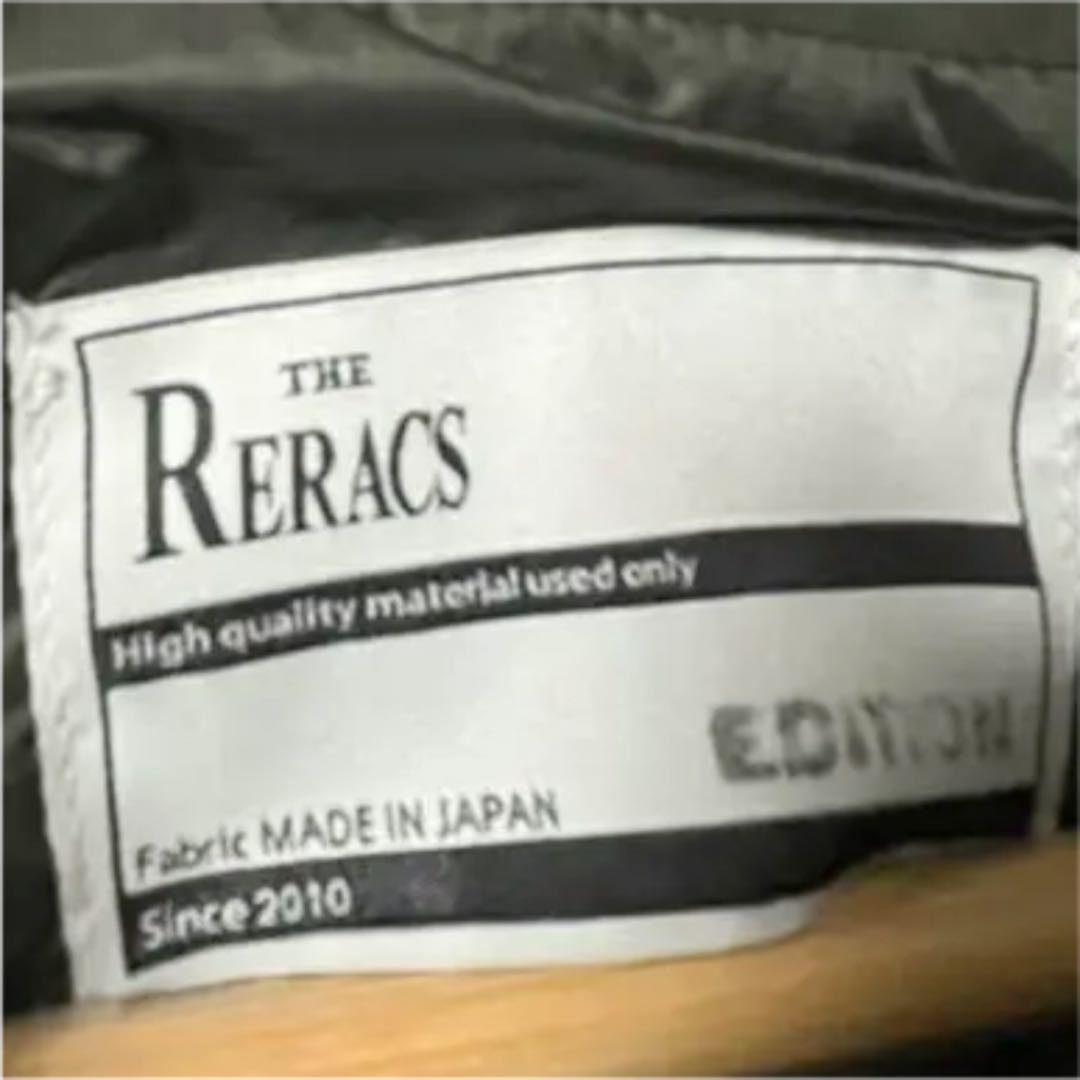 THE
RERACS
High quality material used only
EDITION
Fabric MADE IN JAPAN
Since 2010